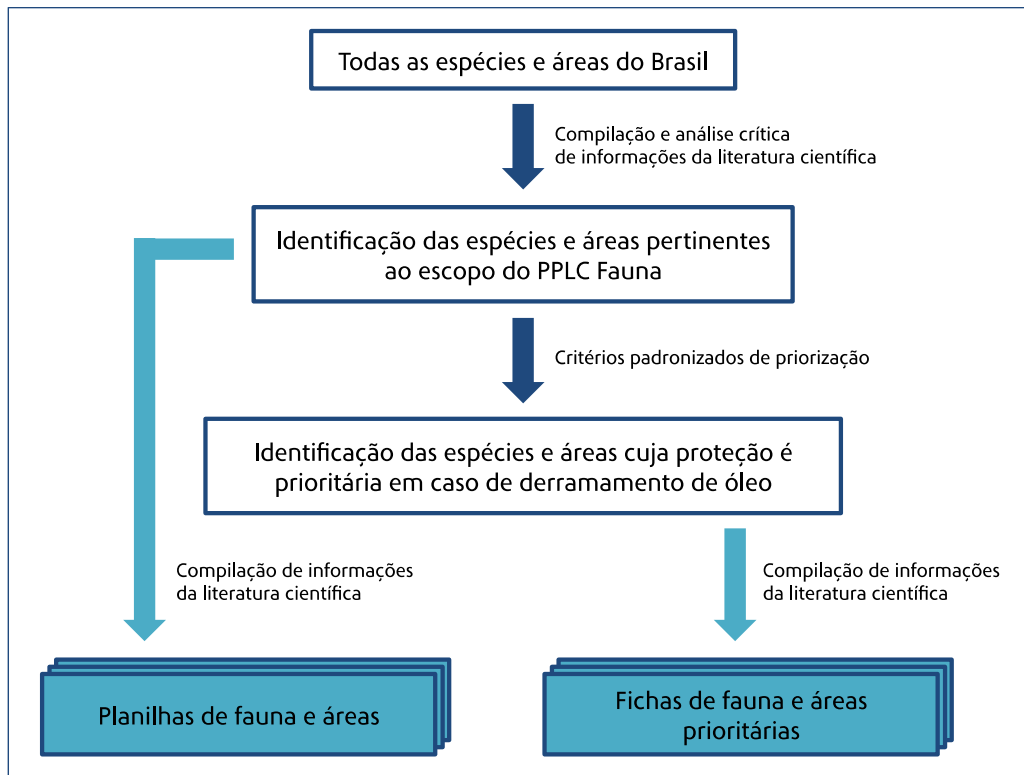 Todas as espécies e áreas do Brasil
Compilação e análise crítica
de informações da literatura científica
Identificação das espécies e áreas pertinentes
ao escopo do PPLC Fauna
Critérios padronizados de priorização
Identificação das espécies e áreas cuja proteção é
prioritária em caso de derramamento de óleo
Compilação de informações
da literatura científica
Compilação de informações
da literatura científica
Planilhas de fauna e áreas
Fichas de fauna e áreas
prioritárias